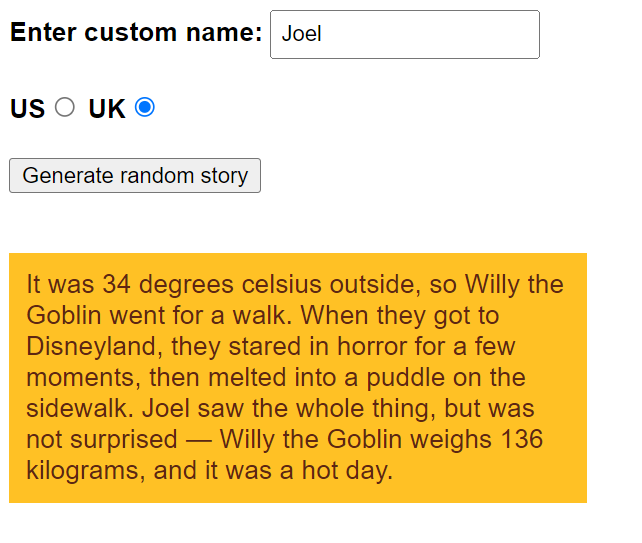 Enter custom name: Joel
US UK
Generate random story
It was 34 degrees celsius outside, so Willy the
Goblin went for a walk. When they got to
Disneyland, they stared in horror for a few
moments, then melted into a puddle on the
sidewalk. Joel saw the whole thing, but was
not surprised — Willy the Goblin weighs 136
kilograms, and it was a hot day.